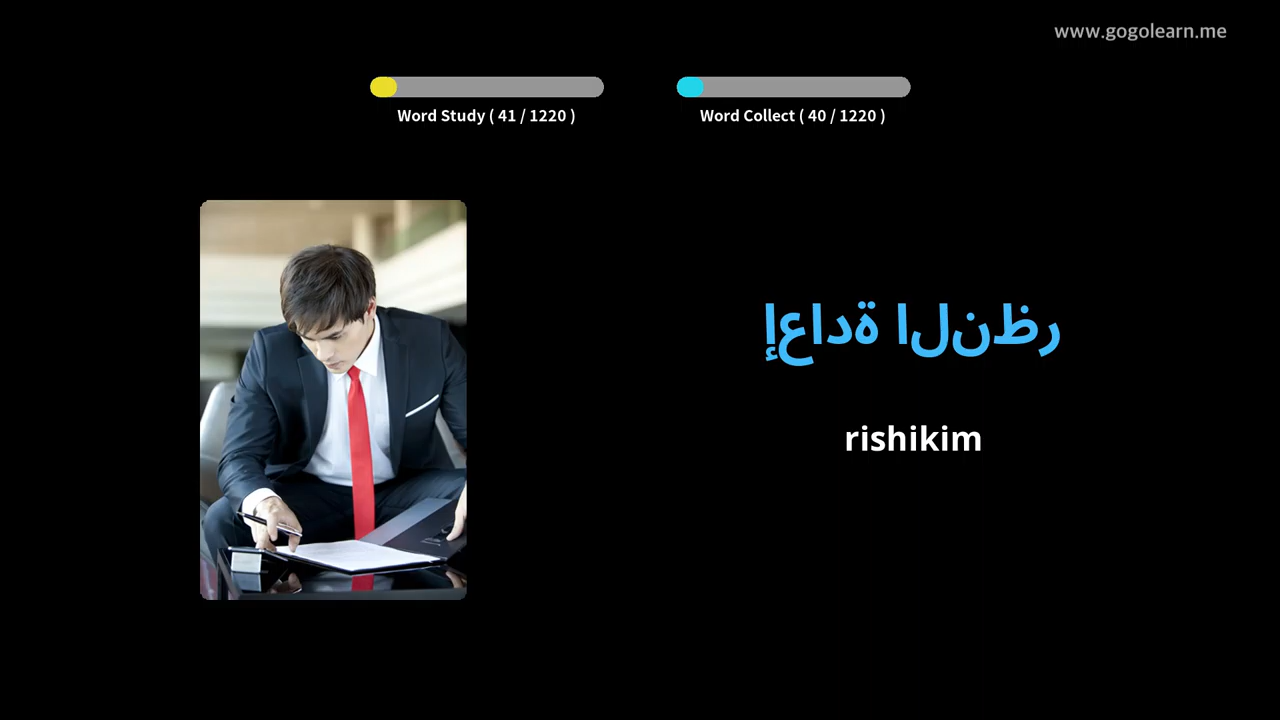 www.gogolearn.me
Word Study ( 41 / 1220 )
Word Collect ( 40 / 1220 )
إعادة النظر
rishikim